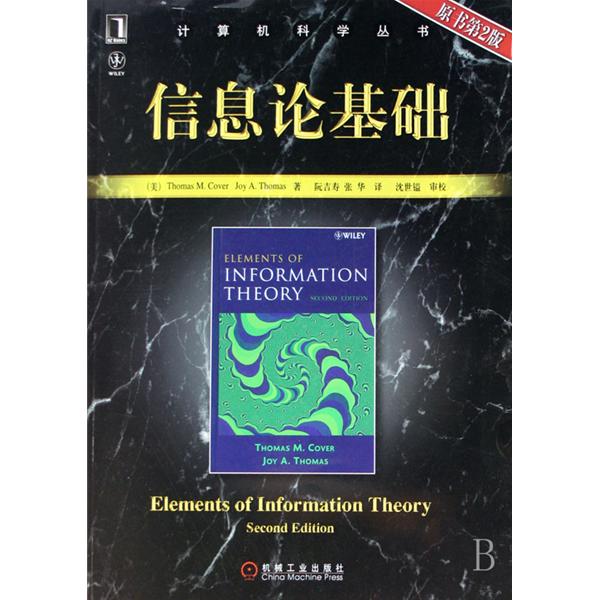 计算机科学丛书
原书第2版
WILEY
信息论基础
(美) Thomas M. Cover Joy A. Thomas 著 阮吉寿 张华 译 沈世镒 审校
WILEY
ELEMENTS OF
INFORMATION
THEORY SECOND EDITION
THOMAS M. COVER
JOY A. THOMAS
Elements of Information Theory
Second Edition
B
机械工业出版社
China Machine Press